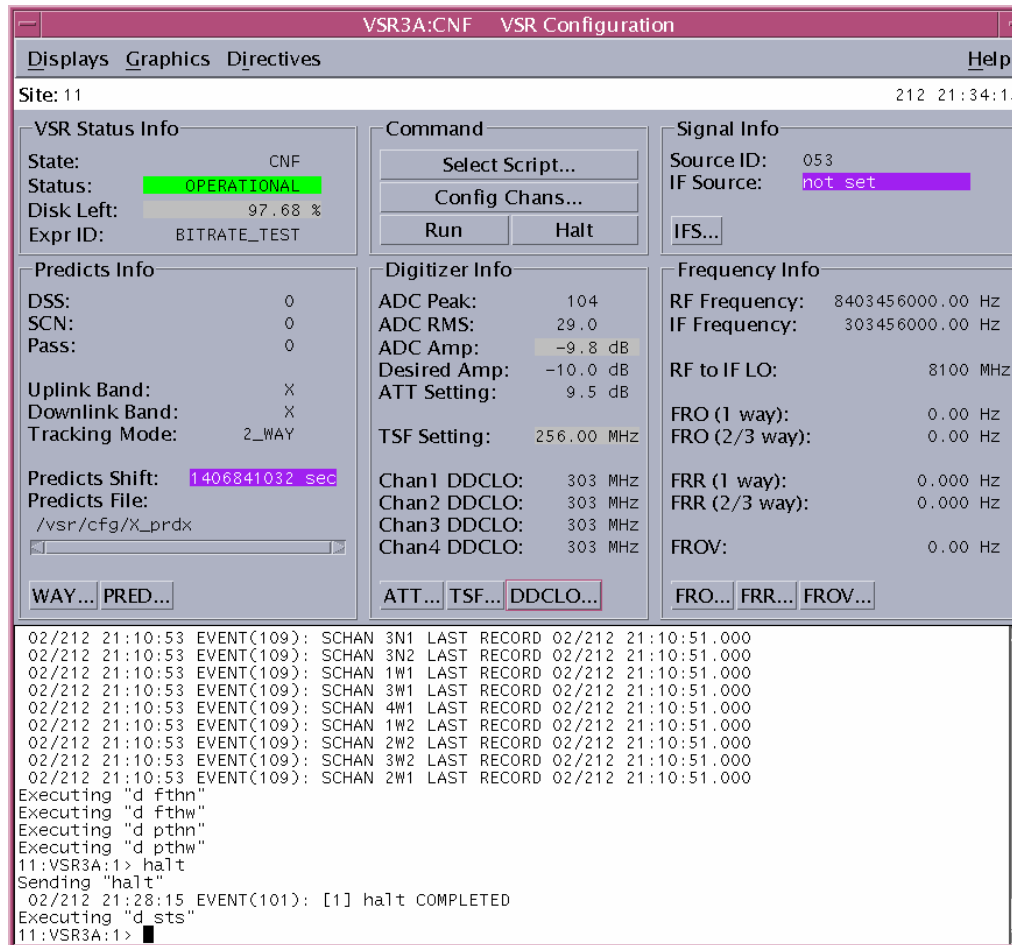 VSR3A:CNF VSR Configuration
Displays Graphics Directives Help
Site: 11 212 21:34:1
VSR Status Info
State: CNF
Status: OPERATIONAL
Disk Left: 97.68 %
Expr ID: BITRATE_TEST
Command
Select Script...
Config Chans...
Run Halt
Signal Info
Source ID: 053
IF Source: not set
IFS...
Predicts Info
DSS: 0
SCN: 0
Pass: 0
Uplink Band: X
Downlink Band: X
Tracking Mode: 2_WAY
Predicts Shift: 1406841032 sec
Predicts File:
/vsr/cfg/X_prdx
WAY... PRED...
Digitizer Info
ADC Peak: 104
ADC RMS: 29.0
ADC Amp: -9.8 dB
Desired Amp: -10.0 dB
ATT Setting: 9.5 dB
TSF Setting: 256.00 MHz
Chan1 DDCLO: 303 MHz
Chan2 DDCLO: 303 MHz
Chan3 DDCLO: 303 MHz
Chan4 DDCLO: 303 MHz
ATT... TSF... DDCLO...
Frequency Info
RF Frequency: 8403456000.00 Hz
IF Frequency: 303456000.00 Hz
RF to IF LO: 8100 MHz
FRO (1 way): 0.00 Hz
FRO (2/3 way): 0.00 Hz
FRR (1 way): 0.000 Hz
FRR (2/3 way): 0.000 Hz
FROV: 0.00 Hz
FRO... FRR... FROV...
02/212 21:10:53 EVENT(109): SCHAN 3N1 LAST RECORD 02/212 21:10:51.000
02/212 21:10:53 EVENT(109): SCHAN 3N2 LAST RECORD 02/212 21:10:51.000
02/212 21:10:53 EVENT(109): SCHAN 1W1 LAST RECORD 02/212 21:10:51.000
02/212 21:10:53 EVENT(109): SCHAN 3W1 LAST RECORD 02/212 21:10:51.000
02/212 21:10:53 EVENT(109): SCHAN 4W1 LAST RECORD 02/212 21:10:51.000
02/212 21:10:53 EVENT(109): SCHAN 1W2 LAST RECORD 02/212 21:10:51.000
02/212 21:10:53 EVENT(109): SCHAN 2W2 LAST RECORD 02/212 21:10:51.000
02/212 21:10:53 EVENT(109): SCHAN 3W2 LAST RECORD 02/212 21:10:51.000
02/212 21:10:53 EVENT(109): SCHAN 2W1 LAST RECORD 02/212 21:10:51.000
Executing "d fthn"
Executing "d fthw"
Executing "d pthn"
Executing "d pthw"
11:VSR3A:1> halt
Sending "halt"
02/212 21:28:15 EVENT(101): [1] halt COMPLETED
Executing "d sts"
11:VSR3A:1>